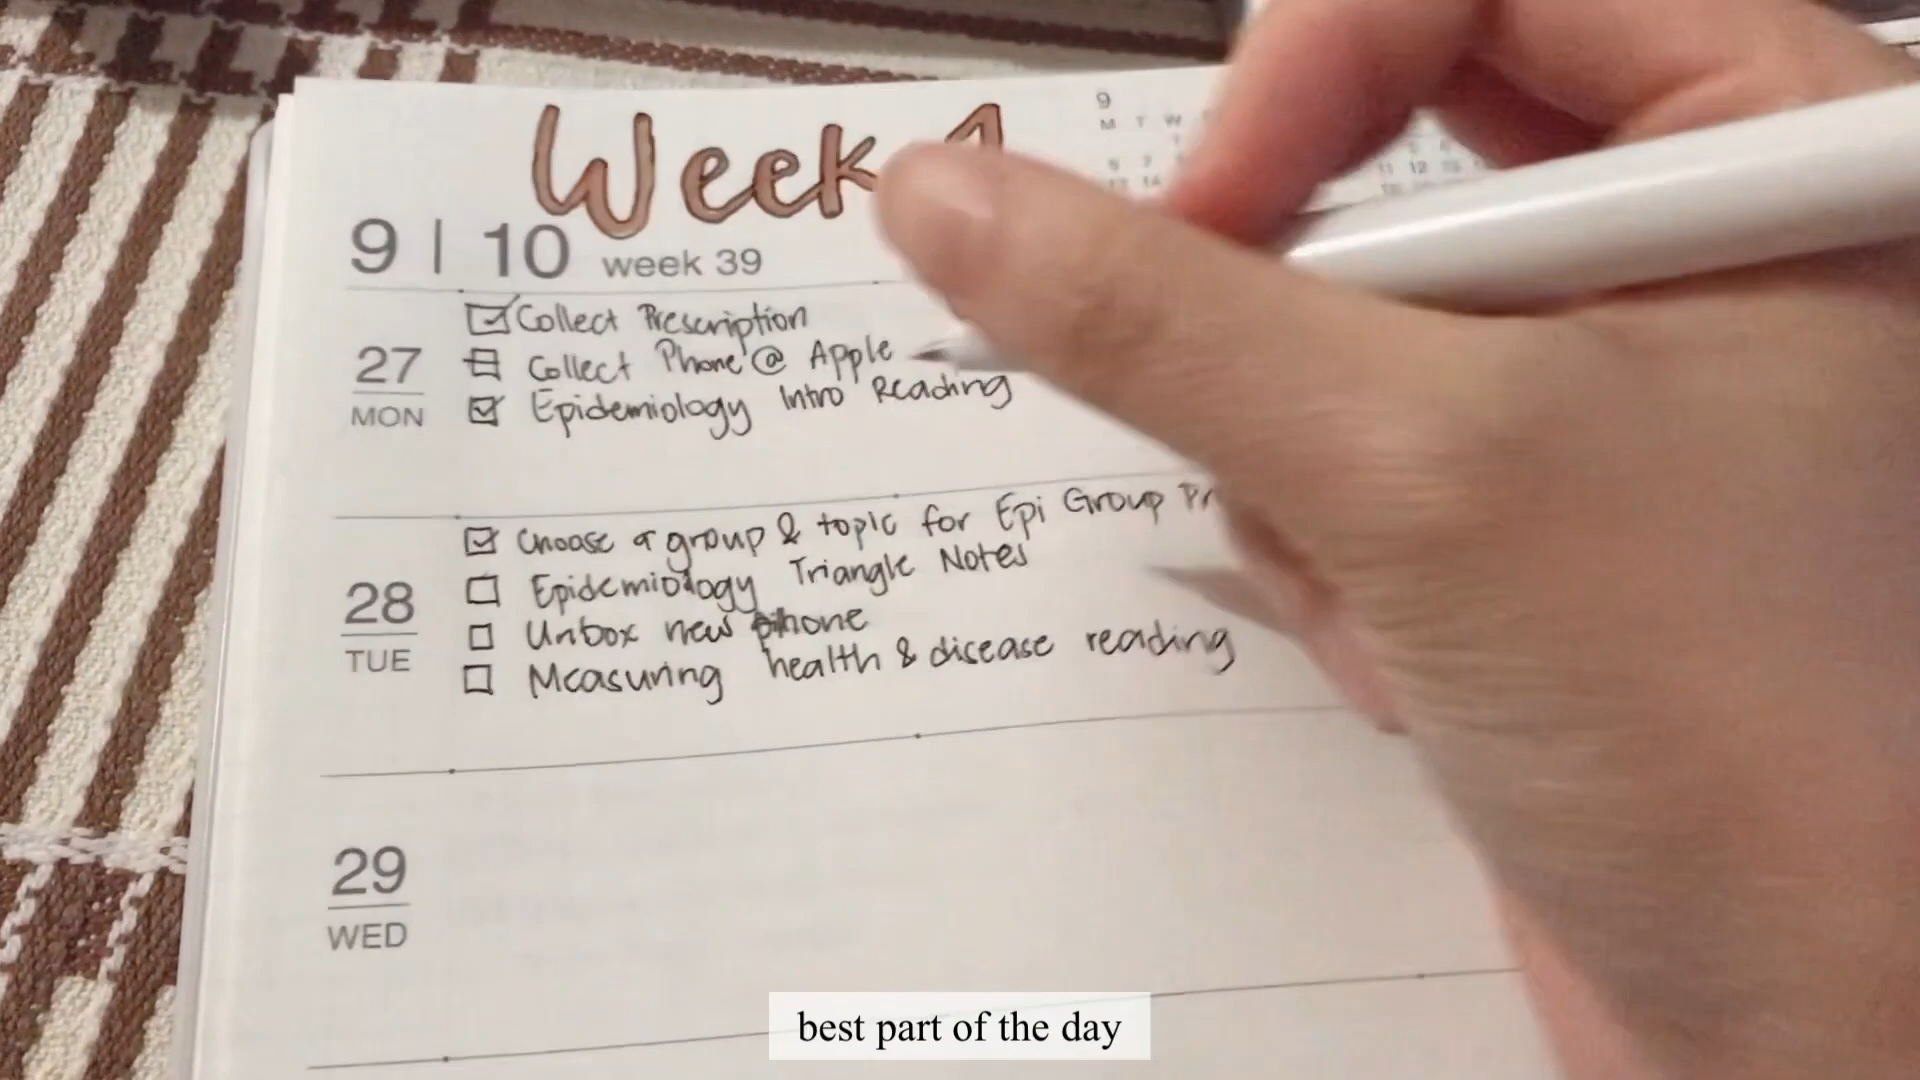 Week 1
9 | 10 week 39
9
M T W
27
MON
Collect Prescription
Collect Phone @ Apple
Epidemiology Intro Reading
28
TUE
Choose a group & topic for Epi Group
Epidemiology Triangle Notes
Unbox new phone
Measuring health & disease reading
29
WED
best part of the day